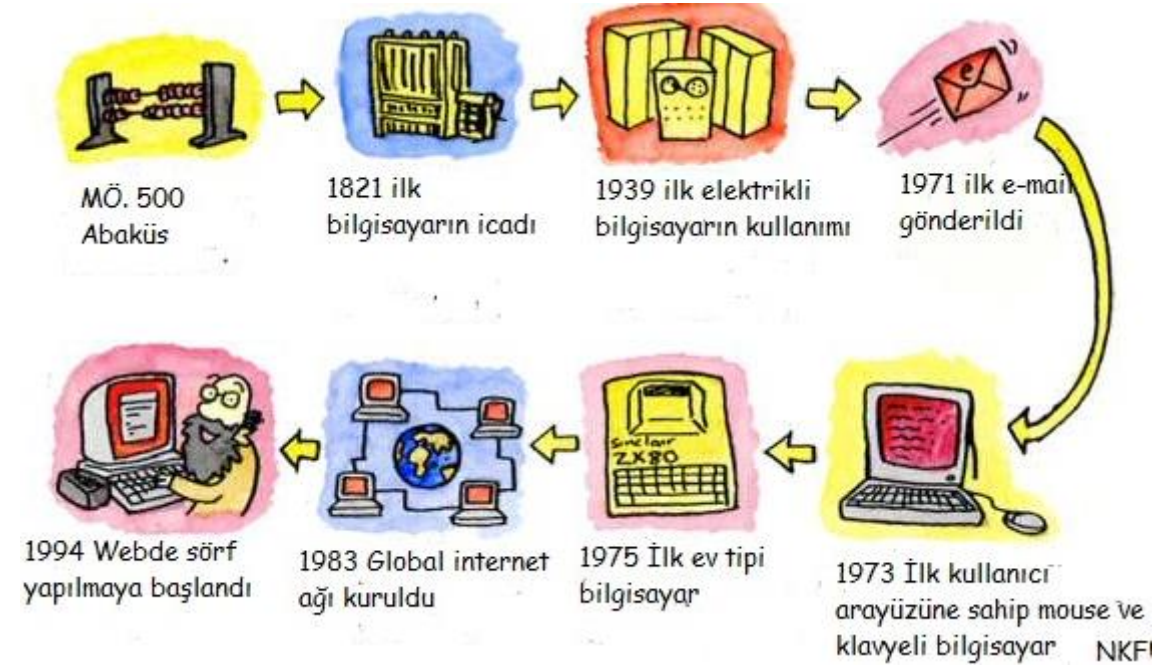 MÖ. 500
Abaküs
1821 ilk
bilgisayarın icadı
1939 ilk elektrikli
bilgisayarın kullanımı
e
1971 ilk e-mail
gönderildi
1973 İlk kullanıcı
arayüzüne sahip mouse ve
klavyeli bilgisayar
sinclair
ZX80
1975 İlk ev tipi
bilgisayar
1983 Global internet
ağı kuruldu
1994 Webde sörf
yapılmaya başlandı